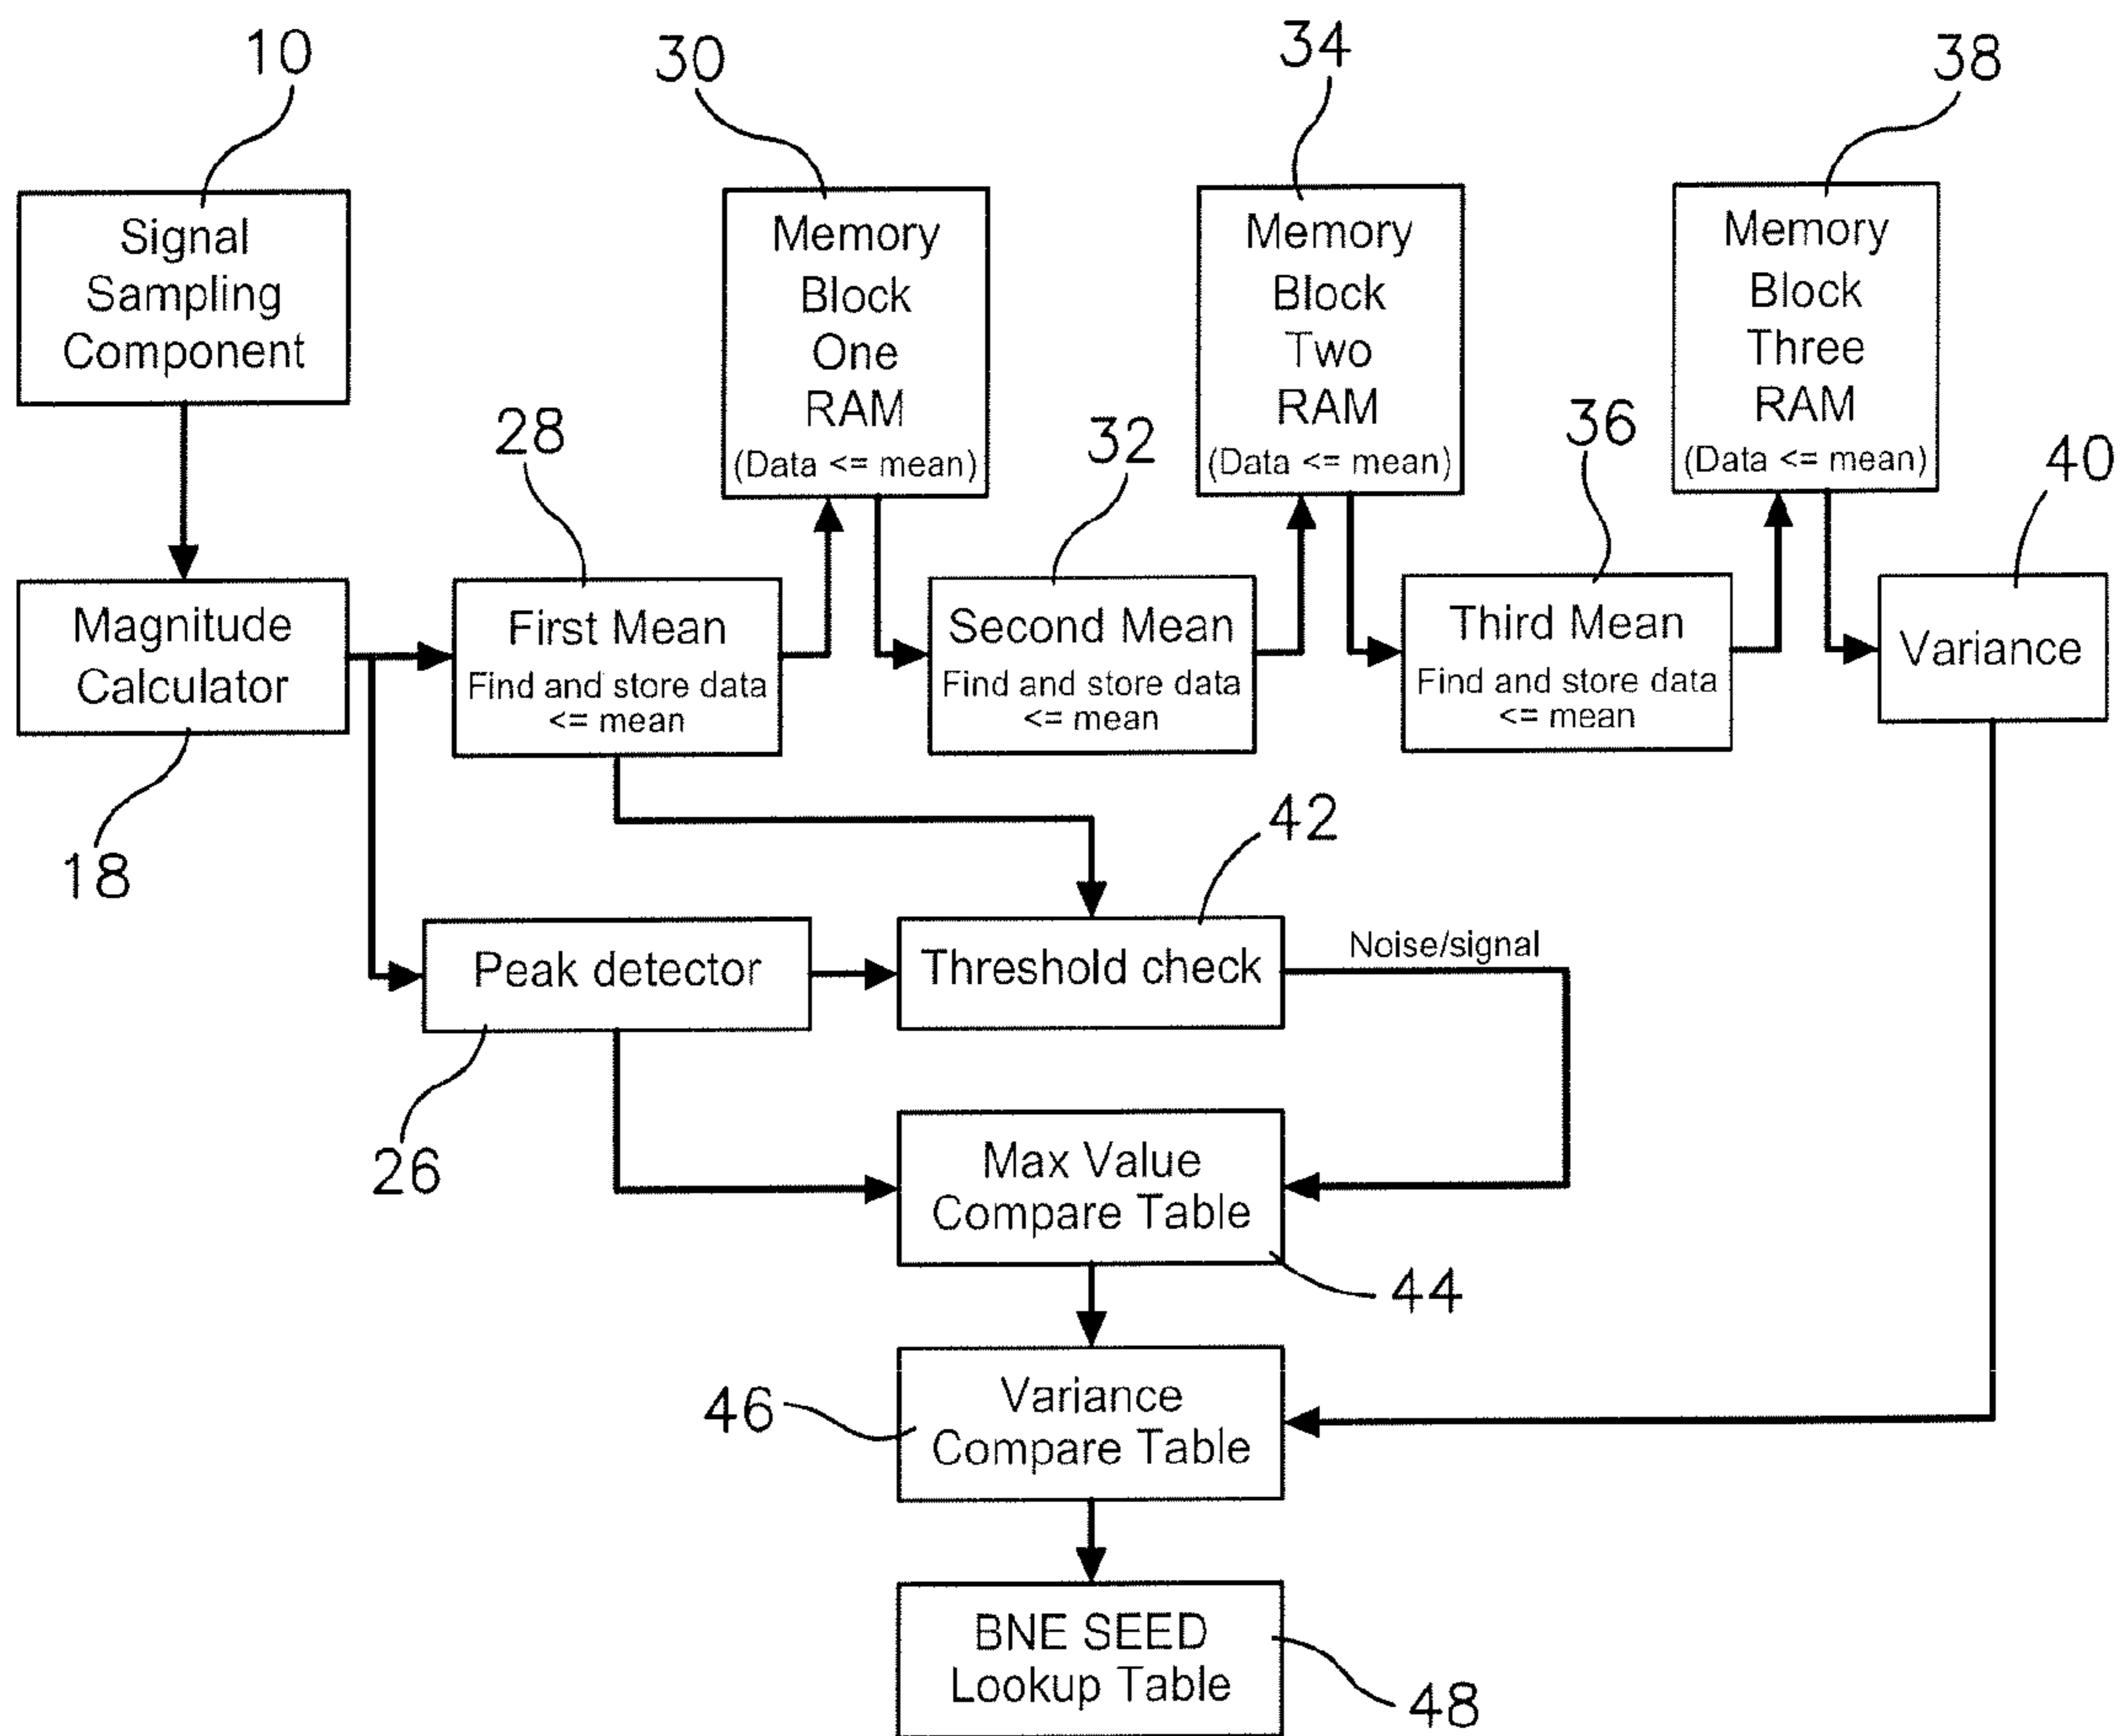 10
30
34
38
Signal
Sampling
Component
Memory
Block
One
RAM
(Data <= mean)
Memory
Block
Two
RAM
(Data <= mean)
Memory
Block
Three
RAM
(Data <= mean)
28
32
36
40
Magnitude
Calculator
First Mean
Find and store data
<= mean
Second Mean
Find and store data
<= mean
Third Mean
Find and store data
<= mean
Variance
18
42
Peak detector
Threshold check
Noise/signal
26
Max Value
Compare Table
44
46
Variance
Compare Table
BNE SEED
Lookup Table
48